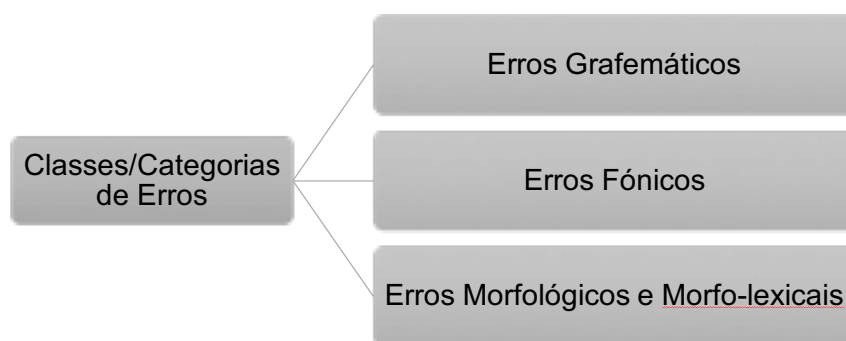 Classes/Categorias
de Erros
Erros Grafemáticos
Erros Fónicos
Erros Morfológicos e Morfo-lexicais